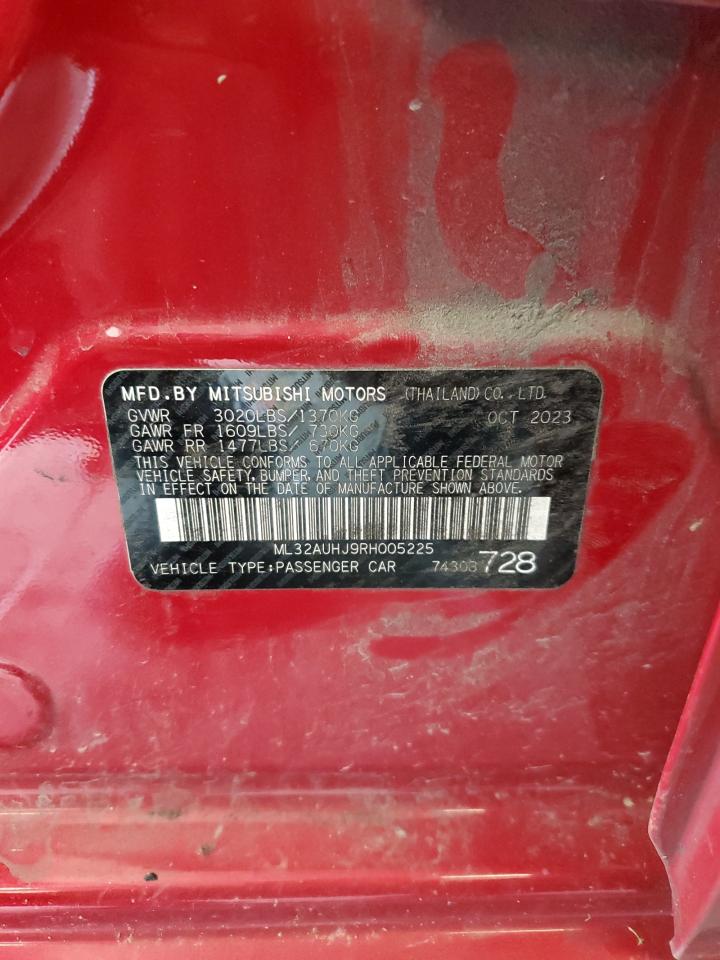 MFD.BY MITSUBISHI MOTORS (THAILAND) CO., LTD.
GVWR 3020LBS/1370KG OCT 2023
GAWR FR 1609LBS/ 730KG
GAWR RR 1477LBS/ 670KG
THIS VEHICLE CONFORMS TO ALL APPLICABLE FEDERAL MOTOR
VEHICLE SAFETY, BUMPER, AND THEFT PREVENTION STANDARDS
IN EFFECT ON THE DATE OF MANUFACTURE SHOWN ABOVE.
ML32AUHJ9RH005225
VEHICLE TYPE:PASSENGER CAR 728